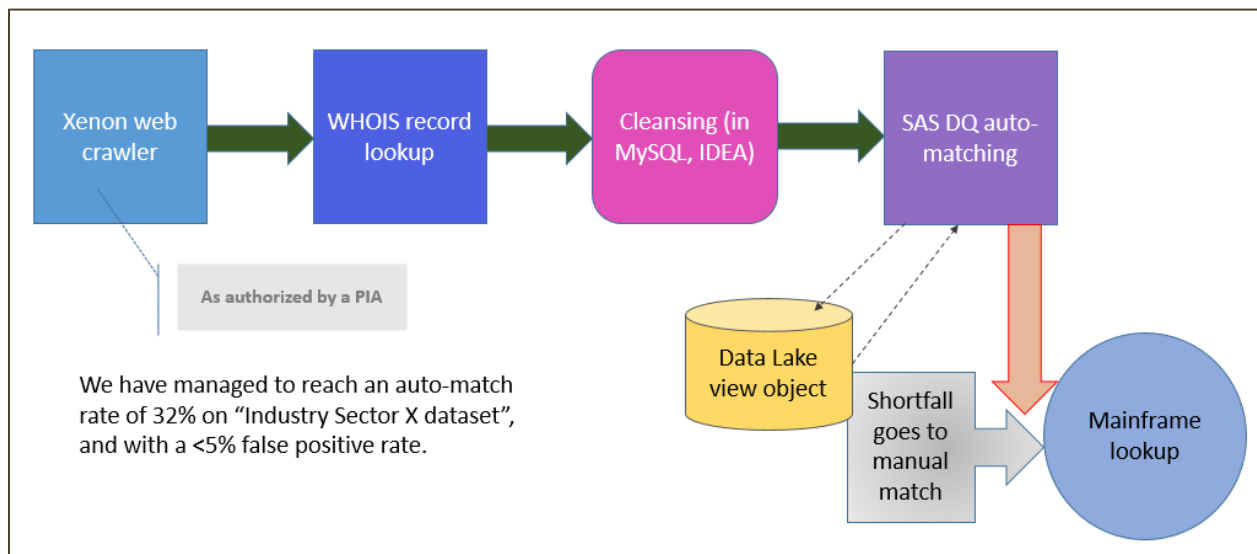 Xenon web
crawler
WHOIS record
lookup
Cleansing (in
MySQL, IDEA)
SAS DQ auto-
matching
As authorized by a PIA
We have managed to reach an auto-match
rate of 32% on “Industry Sector X dataset”,
and with a <5% false positive rate.
Data Lake
view object
Shortfall
goes to
manual
match
Mainframe
lookup